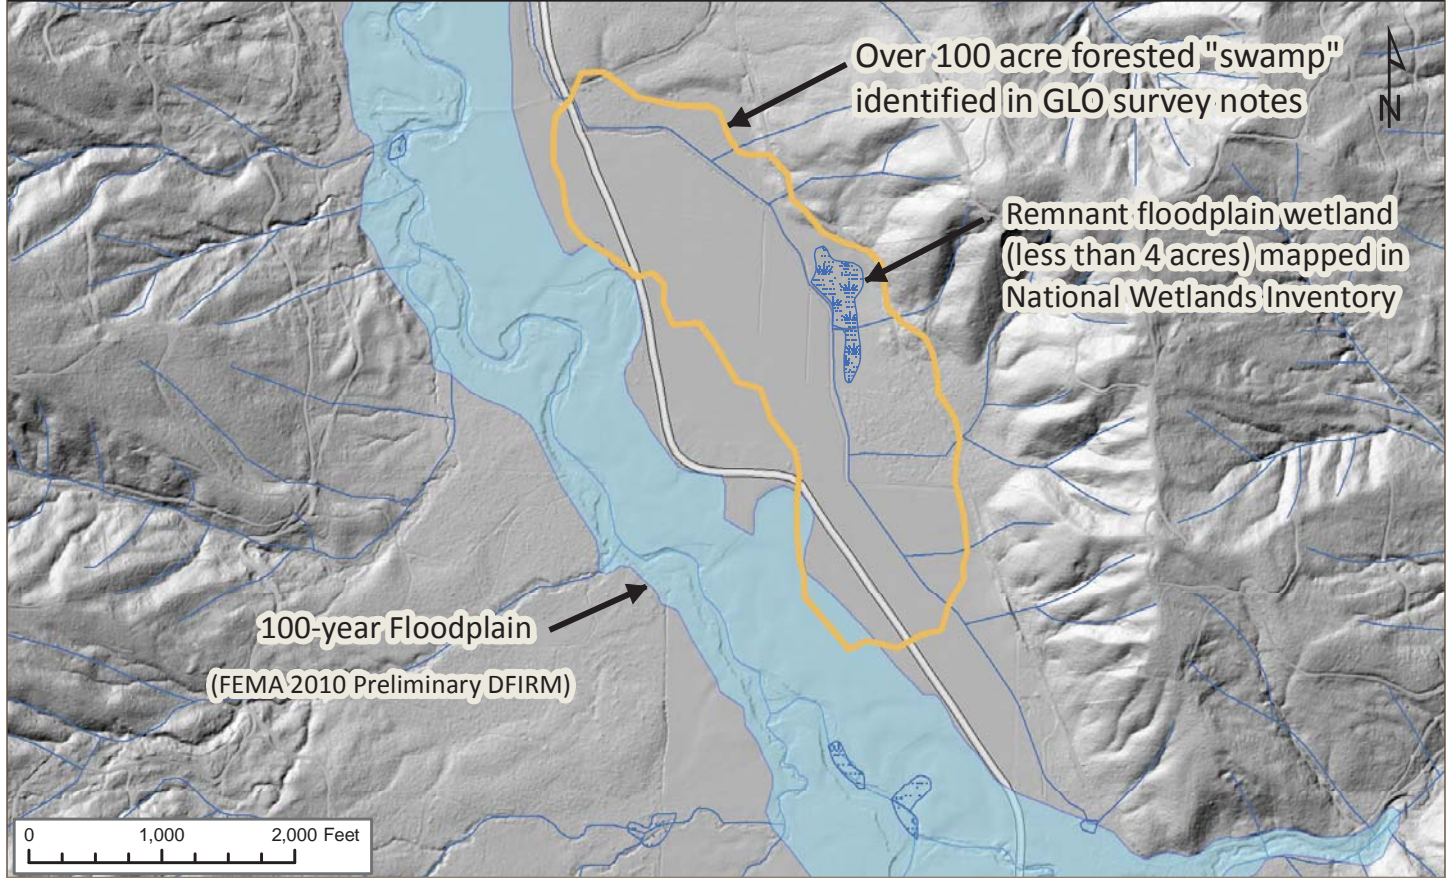 Over 100 acre forested "swamp"
identified in GLO survey notes
N
Remnant floodplain wetland
(less than 4 acres) mapped in
National Wetlands Inventory
100-year Floodplain
(FEMA 2010 Preliminary DFIRM)
0 1,000 2,000 Feet